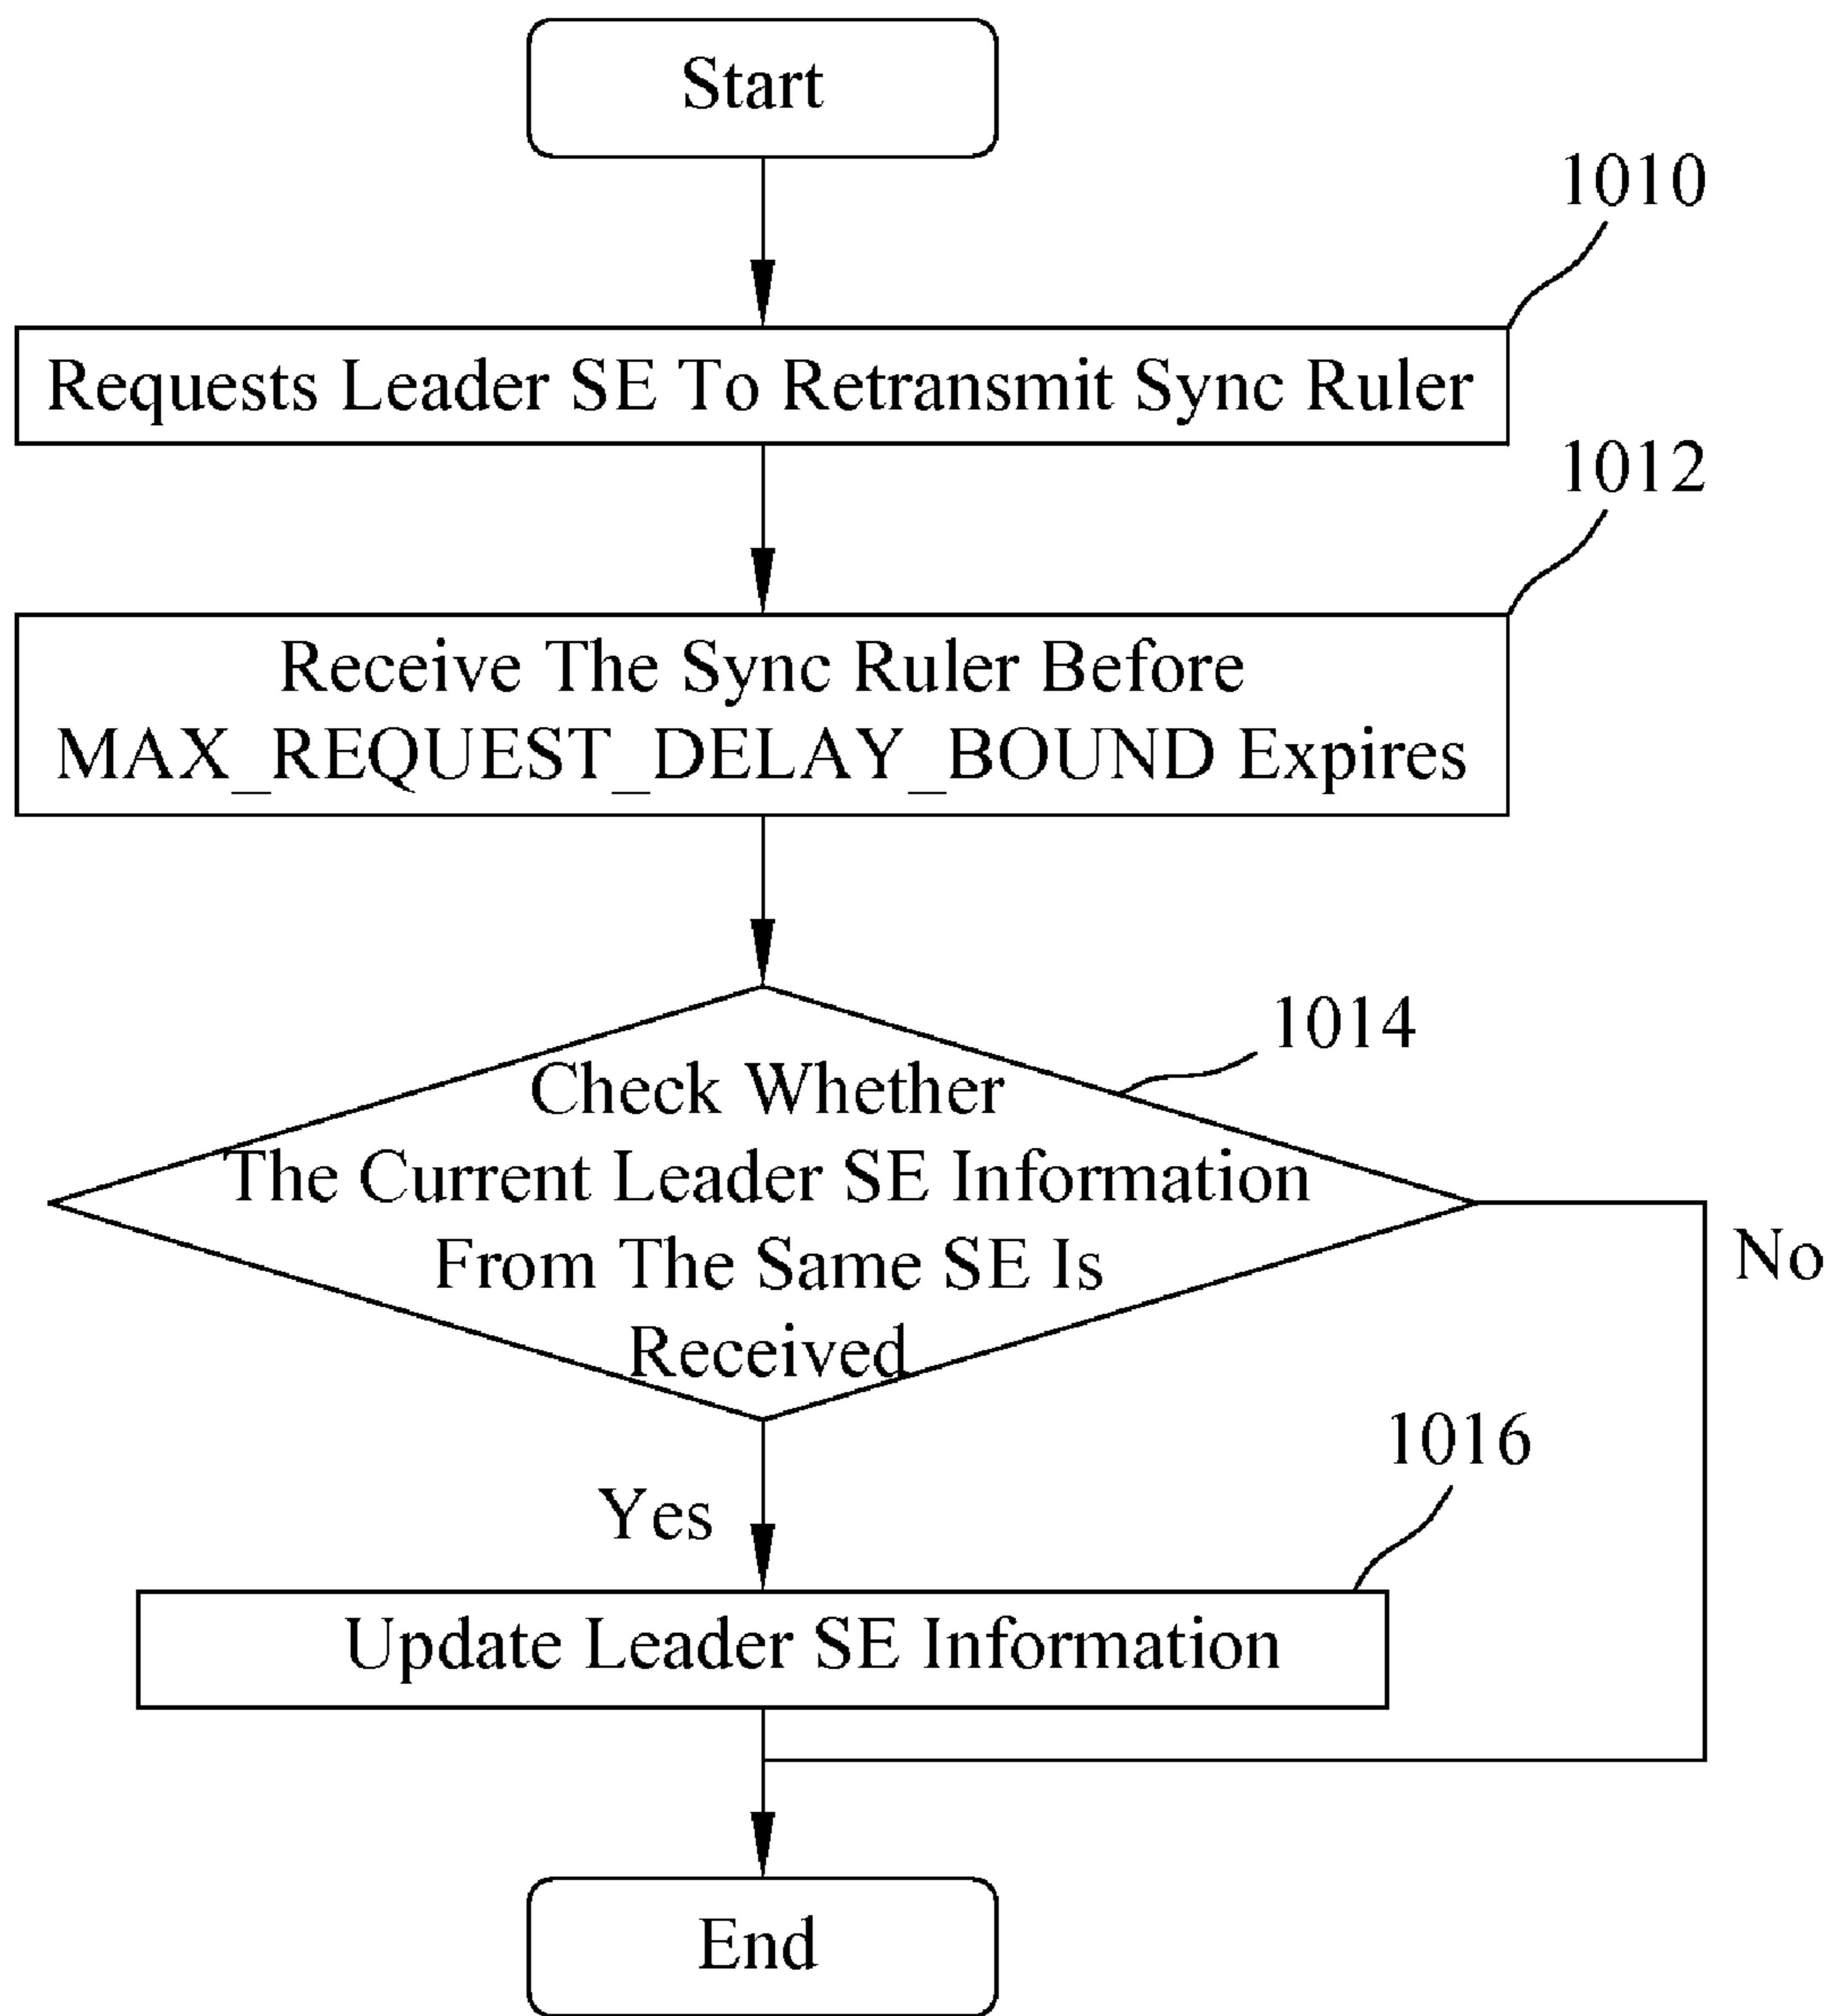 Start
1010
Requests Leader SE To Retransmit Sync Ruler
1012
Receive The Sync Ruler Before
MAX_REQUEST_DELAY_BOUND Expires
1014
Check Whether
The Current Leader SE Information
From The Same SE Is
Received
No
Yes
1016
Update Leader SE Information
End